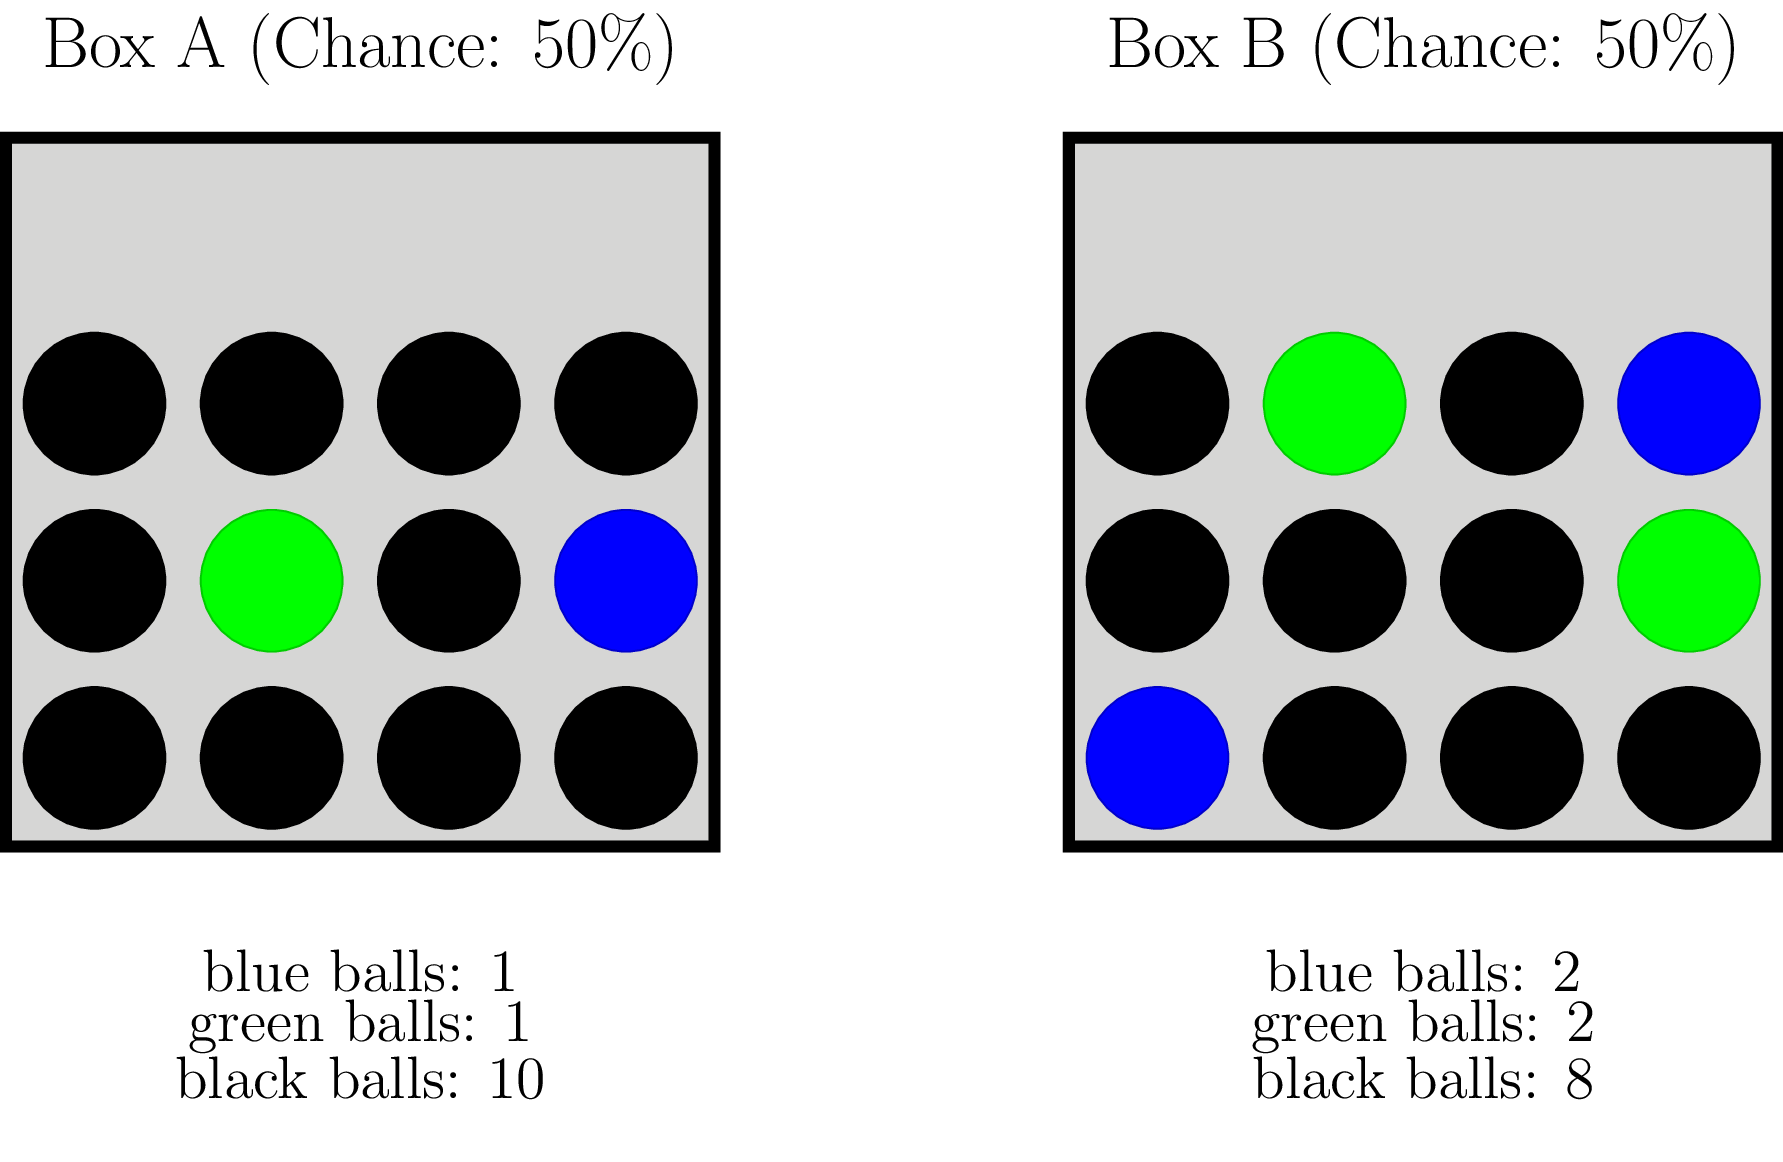 Box A (Chance: 50%)
Box B (Chance: 50%)
blue balls: 1
green balls: 1
black balls: 10
blue balls: 2
green balls: 2
black balls: 8